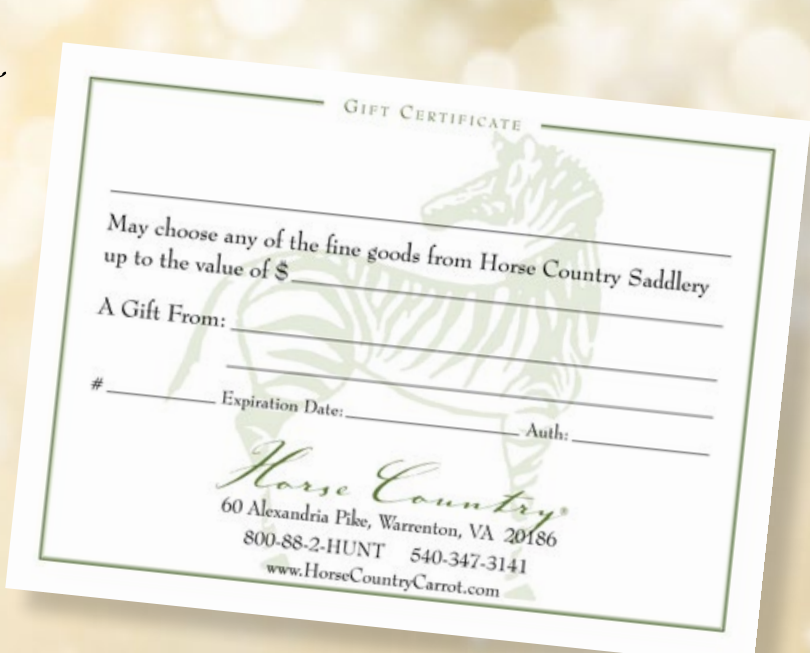 GIFT CERTIFICATE
May choose any of the fine goods from Horse Country Saddlery
up to the value of $
A Gift From:
# Expiration Date: Auth:
Horse Country®
60 Alexandria Pike, Warrenton, VA 20186
800-88-2-HUNT 540-347-3141
www.HorseCountryCarrot.com